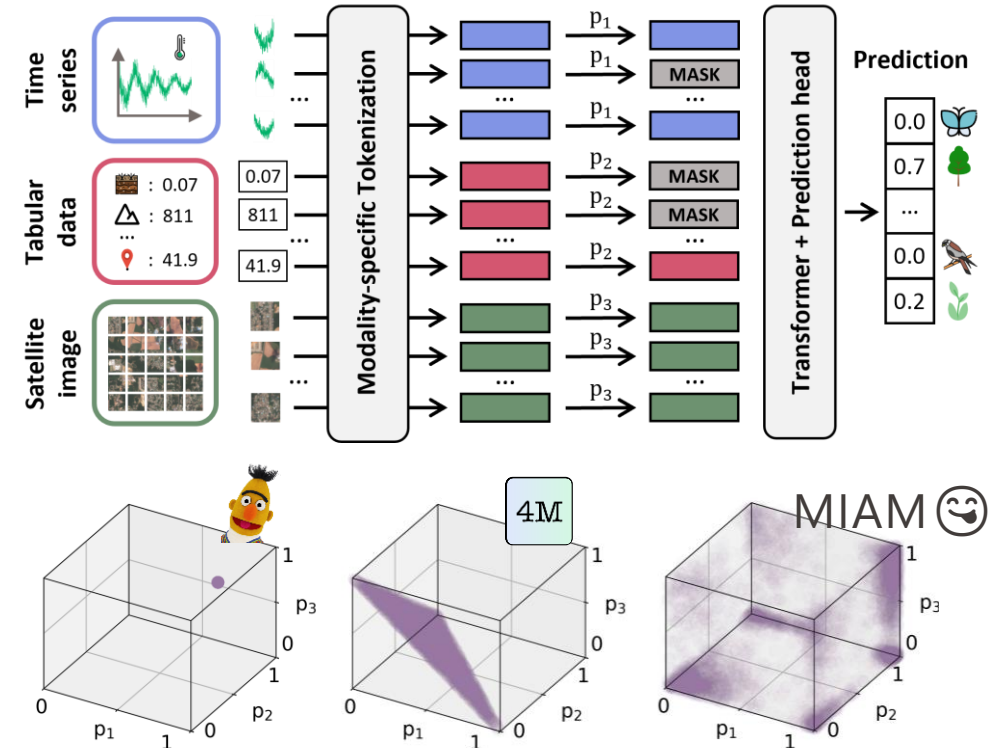 Time
series
...
p₁
p₁
MASK
...
...
p₁
Tabular
data
: 0.07
: 811
...
: 41.9
0.07
811
...
41.9
p₂
MASK
p₂
MASK
...
...
p₂
Satellite
image
...
p₃
p₃
...
...
p₃
Modality-specific Tokenization
Transformer + Prediction head
Prediction
0.0
0.7
...
0.0
0.2
4M
MIAM
0
p₁
1
0
p₂
1
0
p₃
1
0
p₁
1
0
p₂
1
0
p₃
1
0
p₁
1
0
p₂
1
0
p₃
1